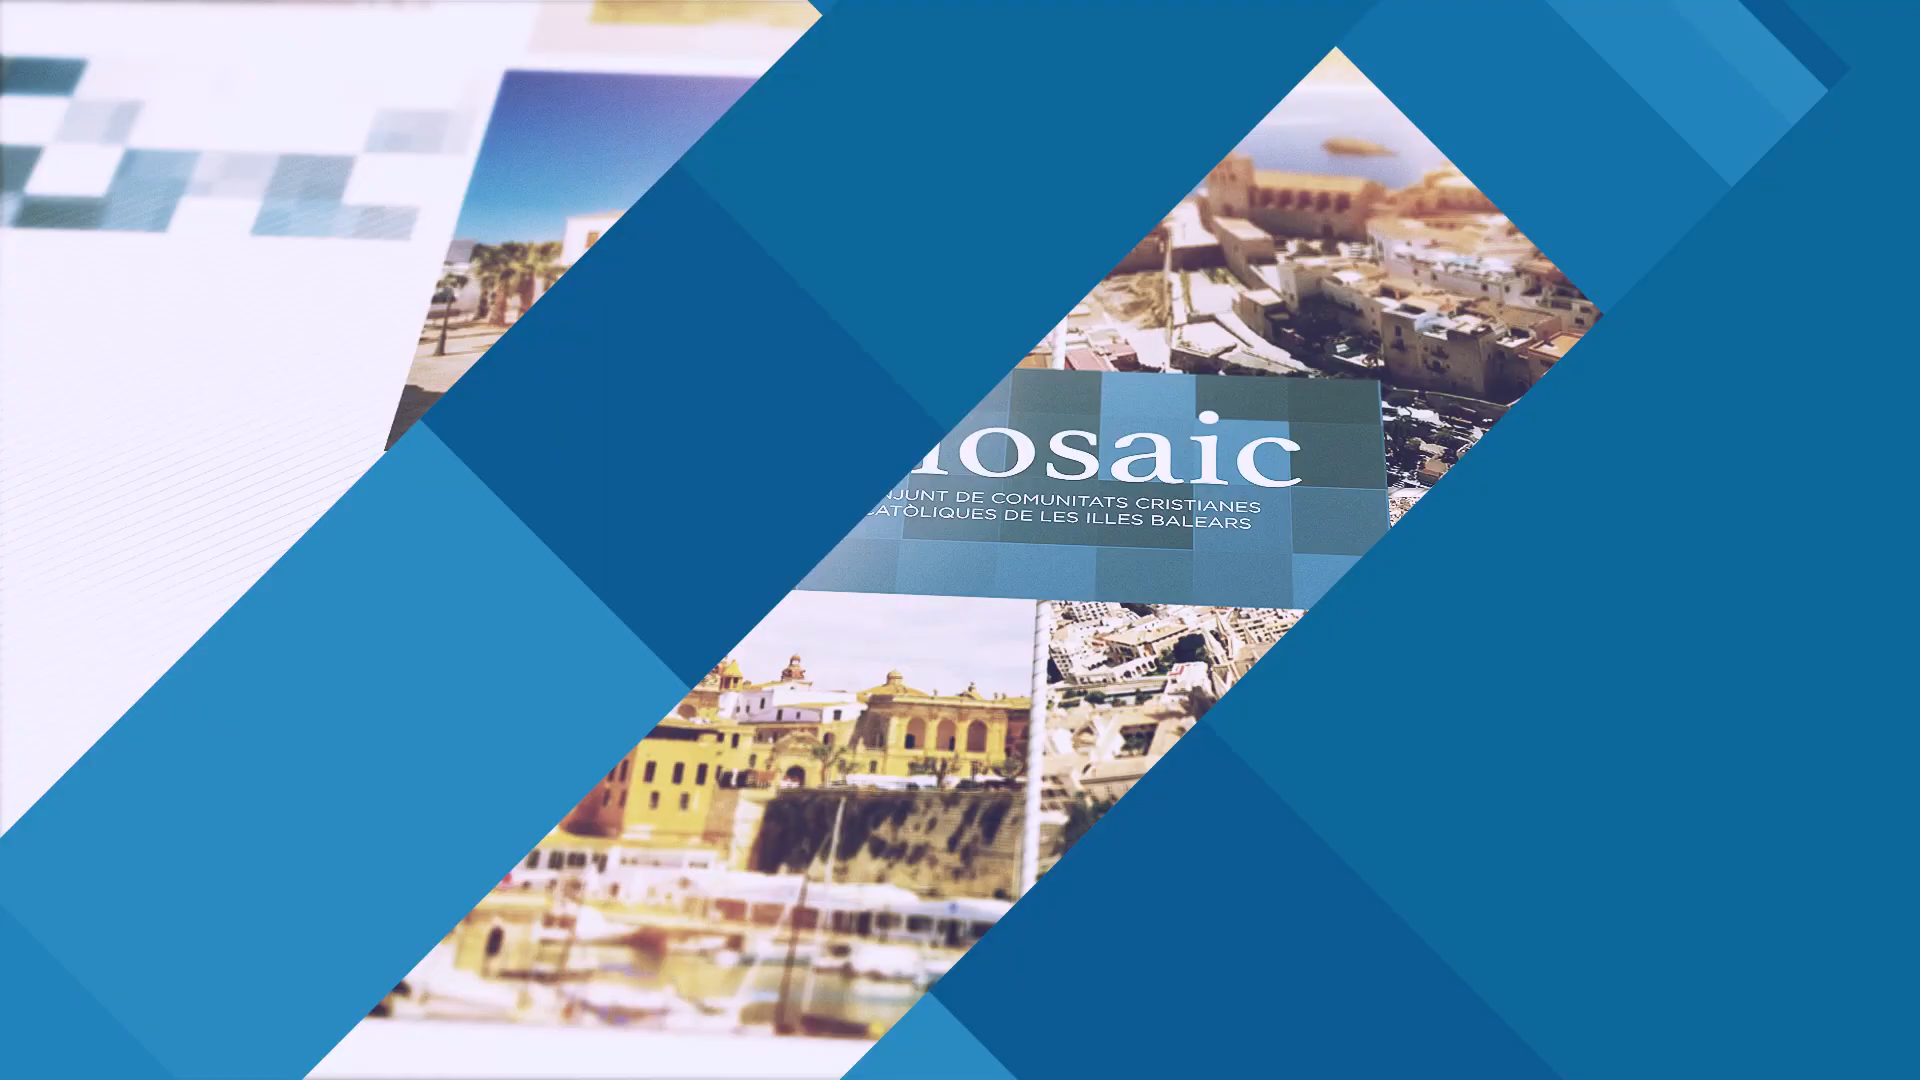 osaic
NJUNT DE COMUNITATS CRISTIANES
CATÒLIQUES DE LES ILLES BALEARS